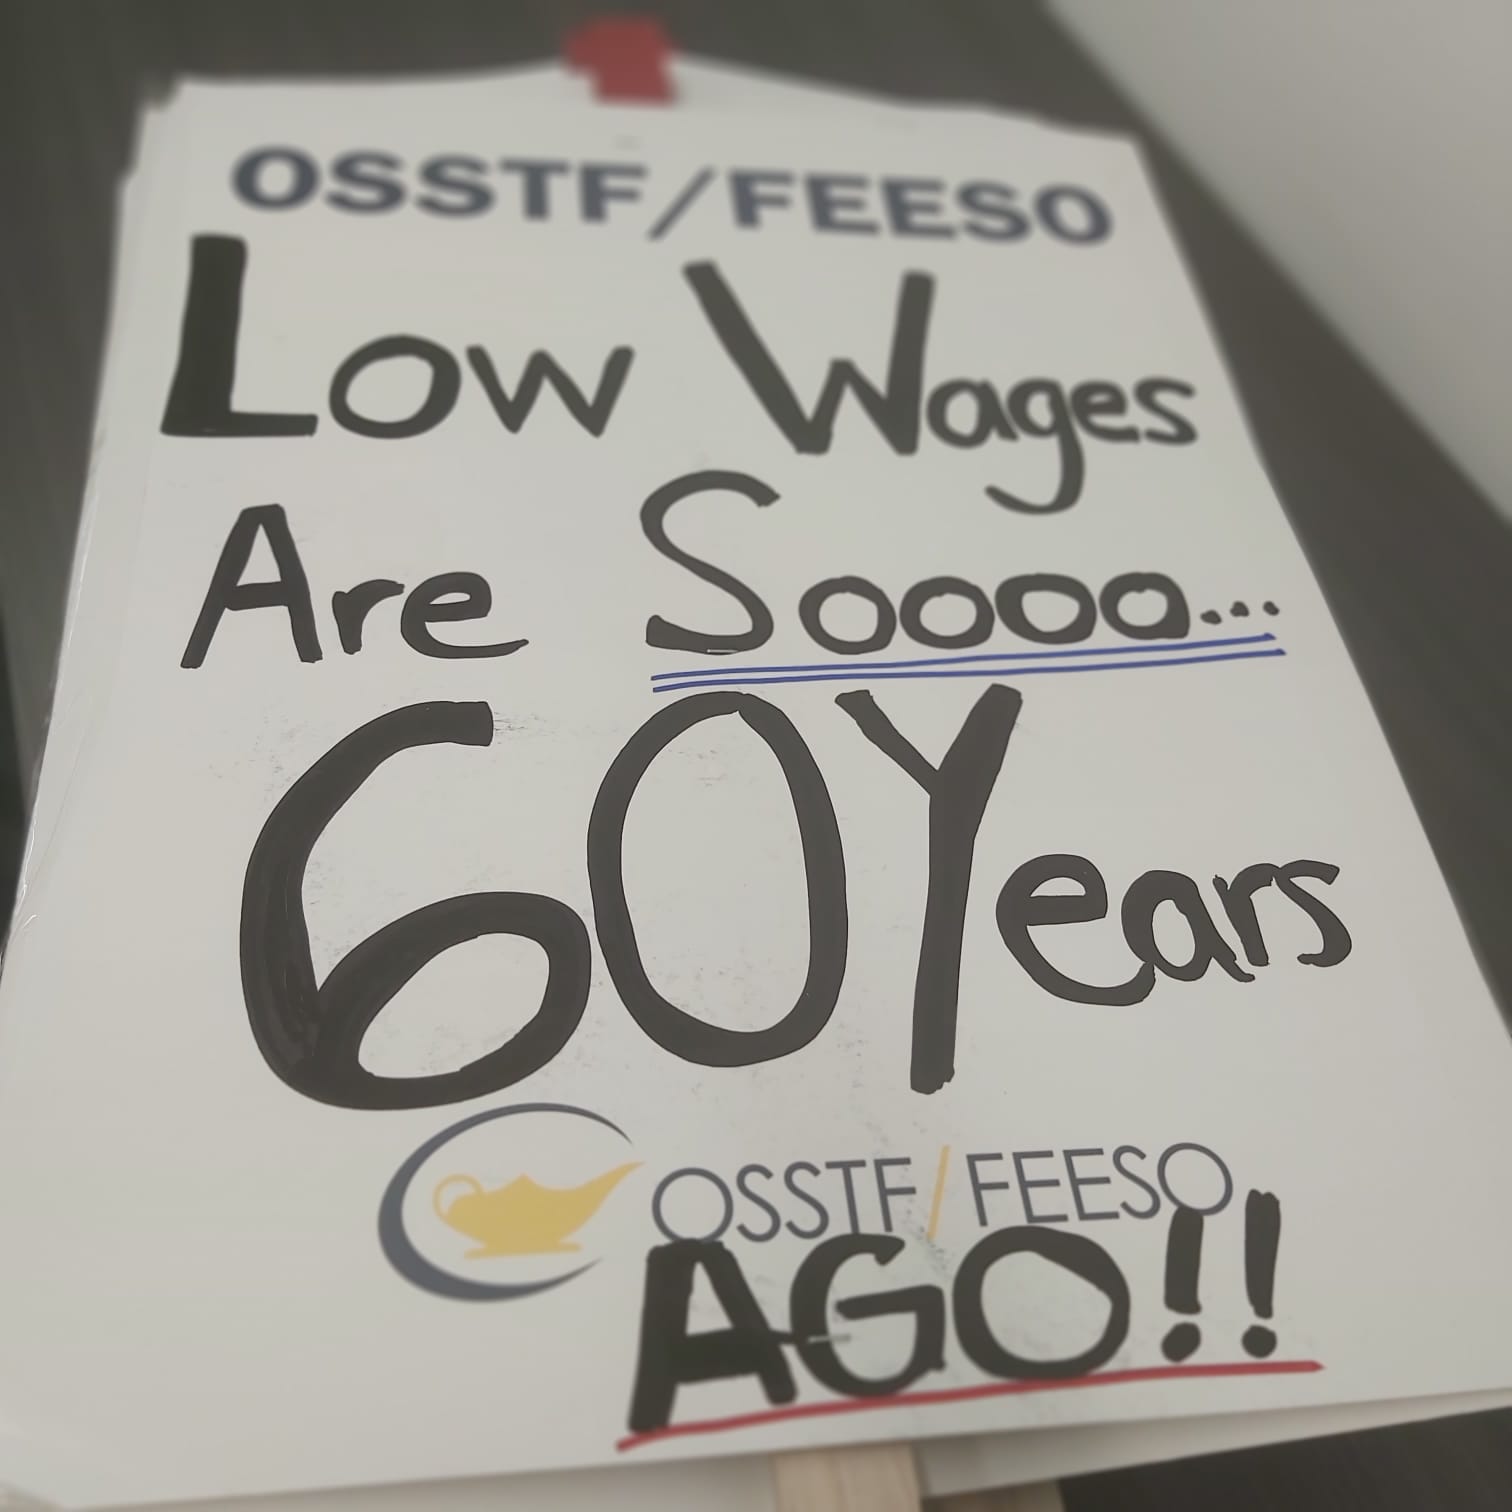 OSSTF/FEESO
Low Wages
Are Soooo...
60Years
OSSTF/FEESO
AGO!!